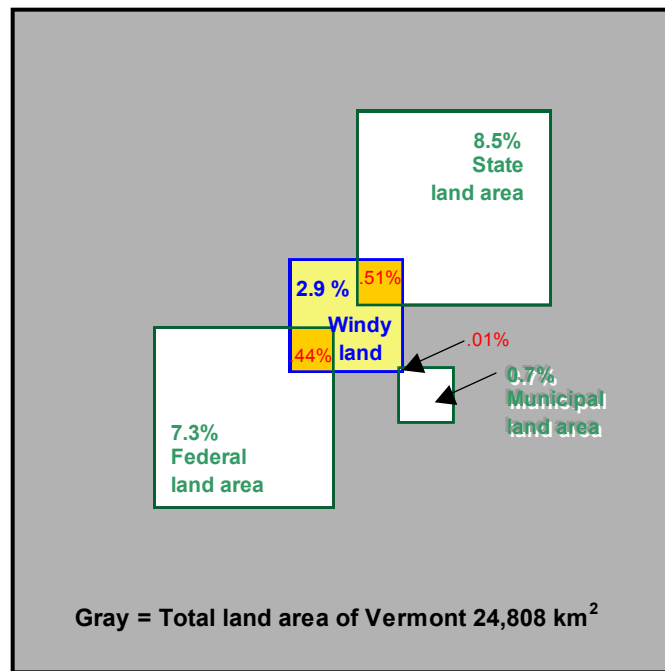 8.5%
State
land area
2.9 %
.51%
Windy
land
.44%
.01%
0.7%
Municipal
land area
7.3%
Federal
land area
Gray = Total land area of Vermont 24,808 km²